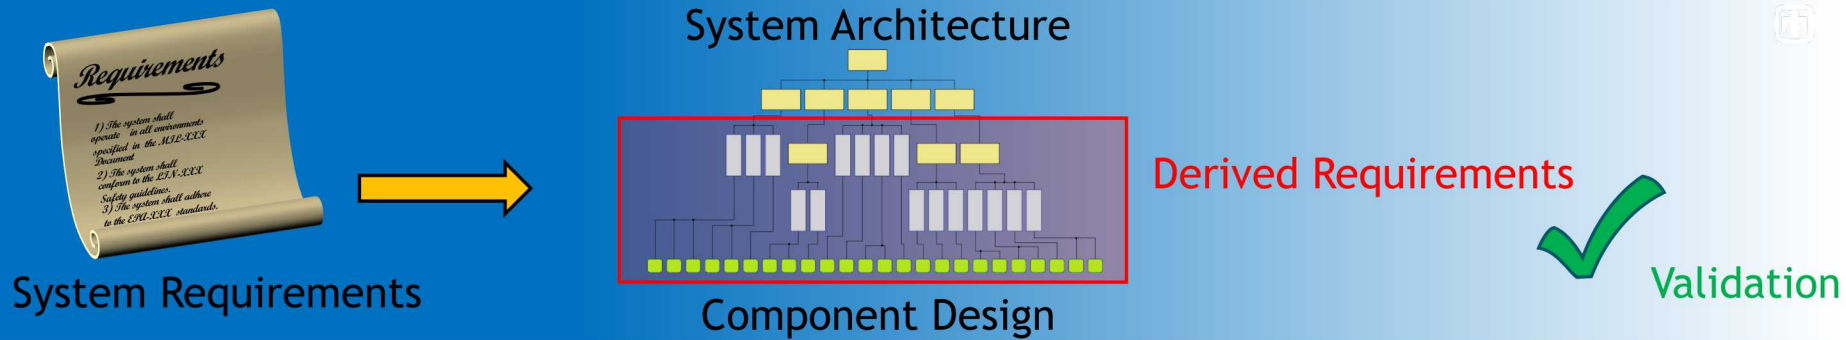 Requirements
1) The system shall
operate in all environments
specified in the MIL-XXX
Document
2) The system shall
conform to the LIN-XXX
Safety guidelines.
3) The system shall adhere
to the EPA-XXX standards.
System Requirements
System Architecture
Component Design
Derived Requirements
Validation